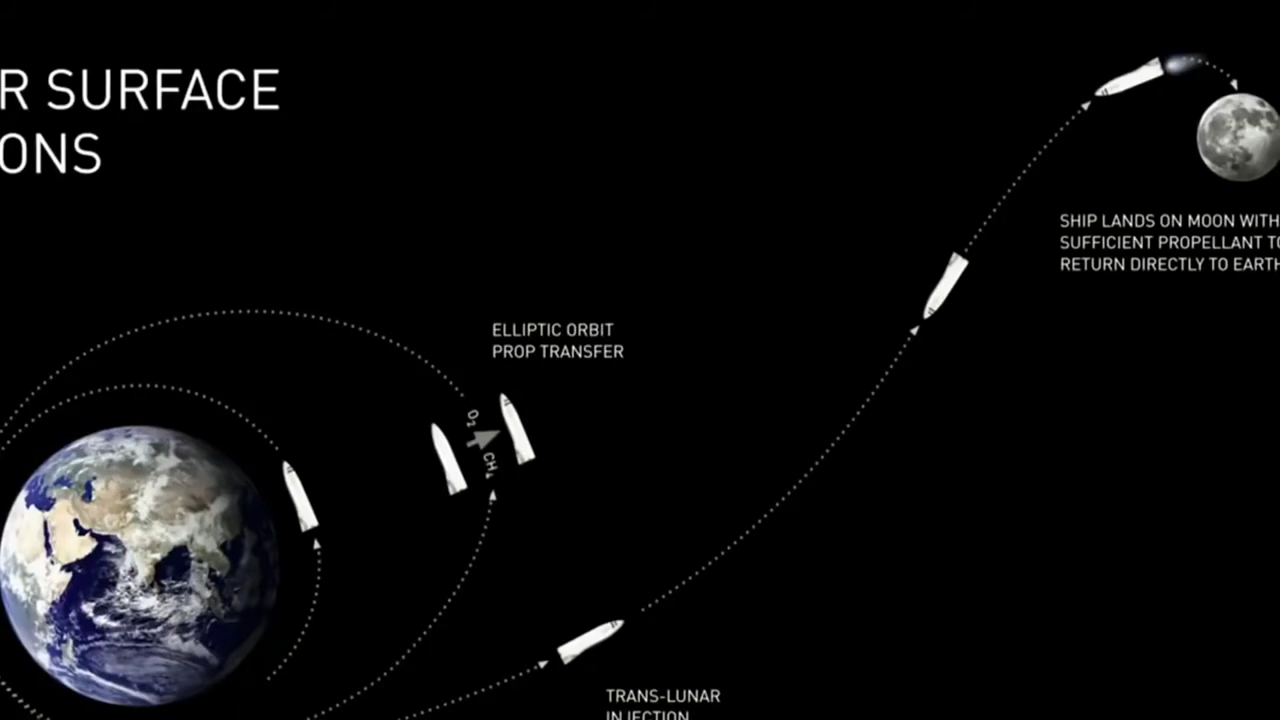 R SURFACE
ONS
SHIP LANDS ON MOON WITH
SUFFICIENT PROPELLANT TO
RETURN DIRECTLY TO EARTH
ELLIPTIC ORBIT
PROP TRANSFER
O₂
CH₄
TRANS-LUNAR
INJECTION